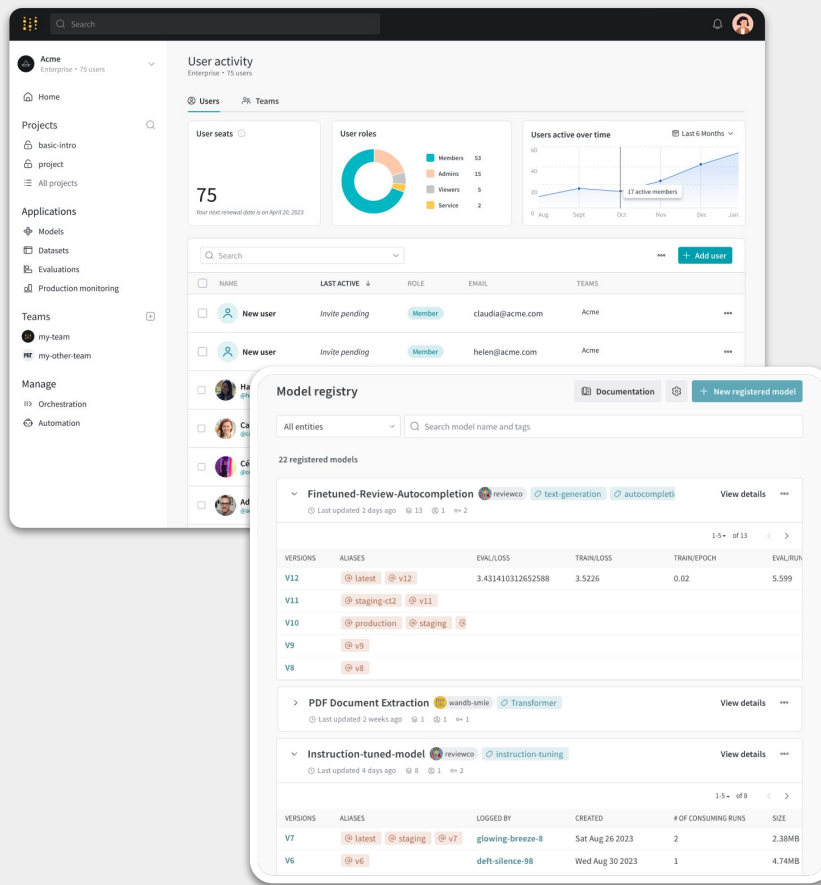 Search
Acme
Enterprise • 75 users
Home
Projects
basic-intro
project
All projects
Applications
Models
Datasets
Evaluations
Production monitoring
Teams
my-team
my-other-team
Manage
Orchestration
Automation
User activity
Enterprise • 75 users
Users Teams
User seats
75
Your next renewal date is on April 20, 2023
User roles
Members 53
Admins 15
Viewers 5
Service 2
Users active over time Last 6 Months
60
40
20
0
17 active members
Aug Sept Oct Nov Dec Jan
Search
+ Add user
NAME LAST ACTIVE ↓ ROLE EMAIL TEAMS
New user Invite pending Member claudia@acme.com Acme
New user Invite pending Member helen@acme.com Acme
Ha
Ca
Cé
Ad
Model registry
Documentation
+ New registered model
All entities
Search model name and tags
22 registered models
Finetuned-Review-Autocompletion reviewco text-generation autocompleti View details
Last updated 2 days ago 13 1 2
1-5 of 13
VERSIONS ALIASES EVAL/LOSS TRAIN/LOSS TRAIN/EPOCH EVAL/RUN
V12 @ latest @ v12 3.431410312652588 3.5226 0.02 5.599
V11 @ staging-ct2 @ v11
V10 @ production @ staging @
V9 @ v9
V8 @ v8
PDF Document Extraction wandb-smle Transformer View details
Last updated 2 weeks ago 1 1 1
Instruction-tuned-model reviewco instruction-tuning View details
Last updated 4 days ago 8 1 2
1-5 of 8
VERSIONS ALIASES LOGGED BY CREATED # OF CONSUMING RUNS SIZE
V7 @ latest @ staging @ v7 glowing-breeze-8 Sat Aug 26 2023 2 2.38MB
V6 @ v6 deft-silence-98 Wed Aug 30 2023 1 4.74MB